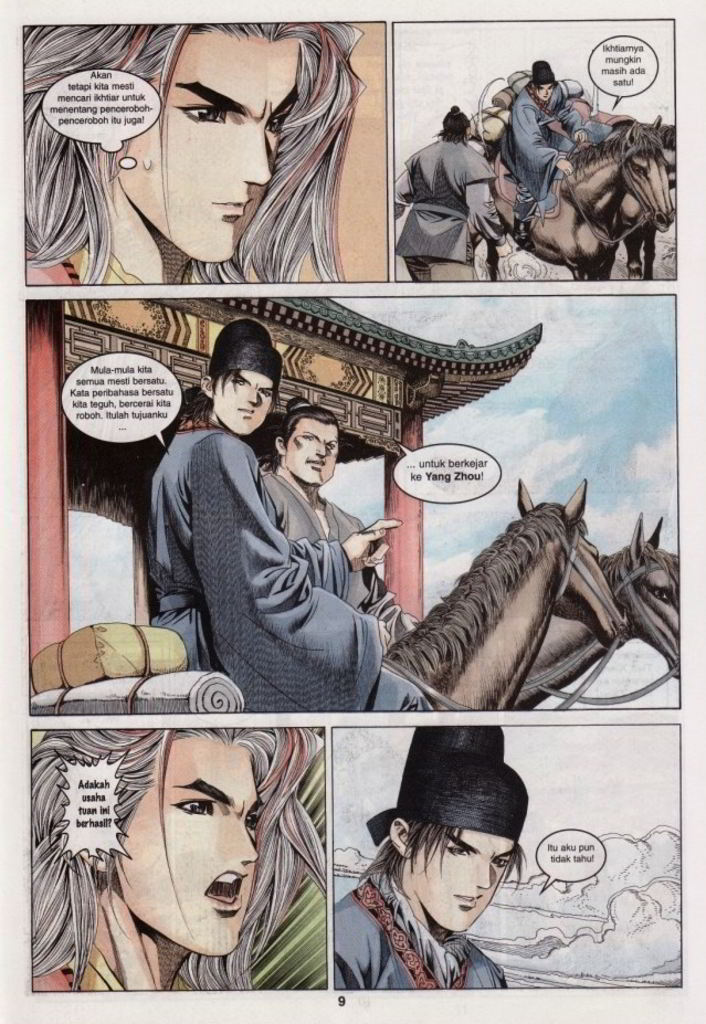 Akan
tetapi kita mesti
mencari ikhtiar untuk
menentang penceroboh-
penceroboh itu juga!
Ikhtiarnya
mungkin
masih ada
satu!
Mula-mula kita
semua mesti bersatu.
Kata peribahasa bersatu
kita teguh, bercerai kita
roboh. Itulah tujuanku
...
... untuk berkejar
ke Yang Zhou!
Adakah
usaha
tuan ini
berhasil?
Itu aku pun
tidak tahu!
9